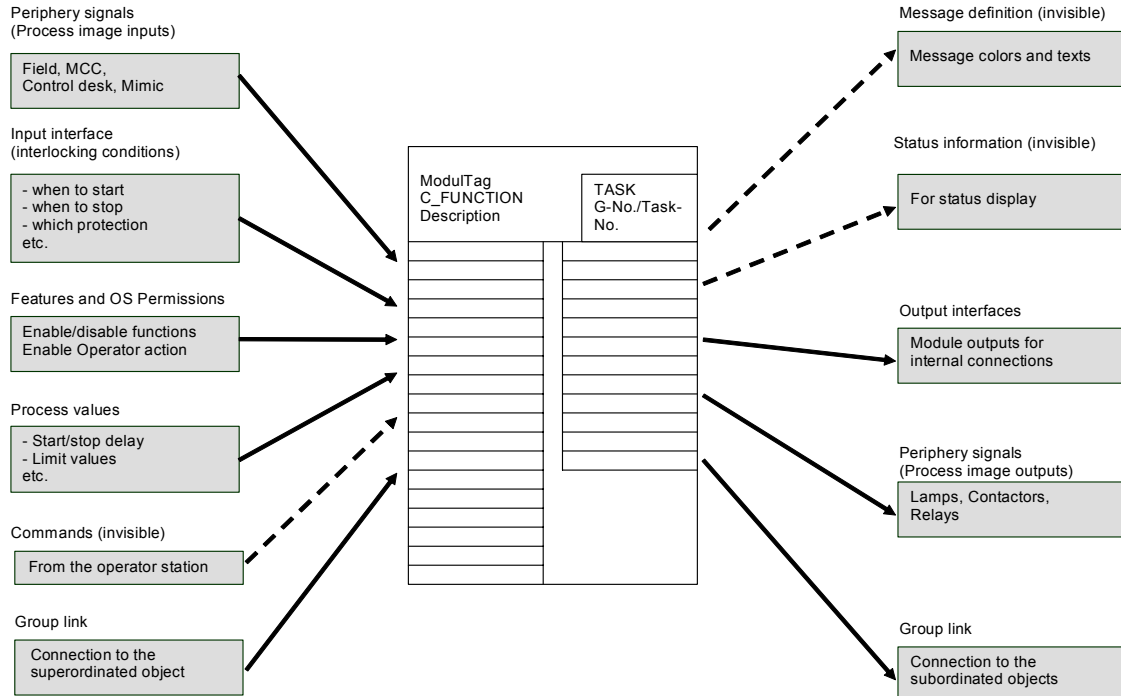 Periphery signals
(Process image inputs)
Field, MCC,
Control desk, Mimic
Input interface
(interlocking conditions)
- when to start
- when to stop
- which protection
etc.
Features and OS Permissions
Enable/disable functions
Enable Operator action
Process values
- Start/stop delay
- Limit values
etc.
Commands (invisible)
From the operator station
Group link
Connection to the
superordinated object
ModulTag
C_FUNCTION
Description
TASK
G-No./Task-
No.
Message definition (invisible)
Message colors and texts
Status information (invisible)
For status display
Output interfaces
Module outputs for
internal connections
Periphery signals
(Process image outputs)
Lamps, Contactors,
Relays
Group link
Connection to the
subordinated objects